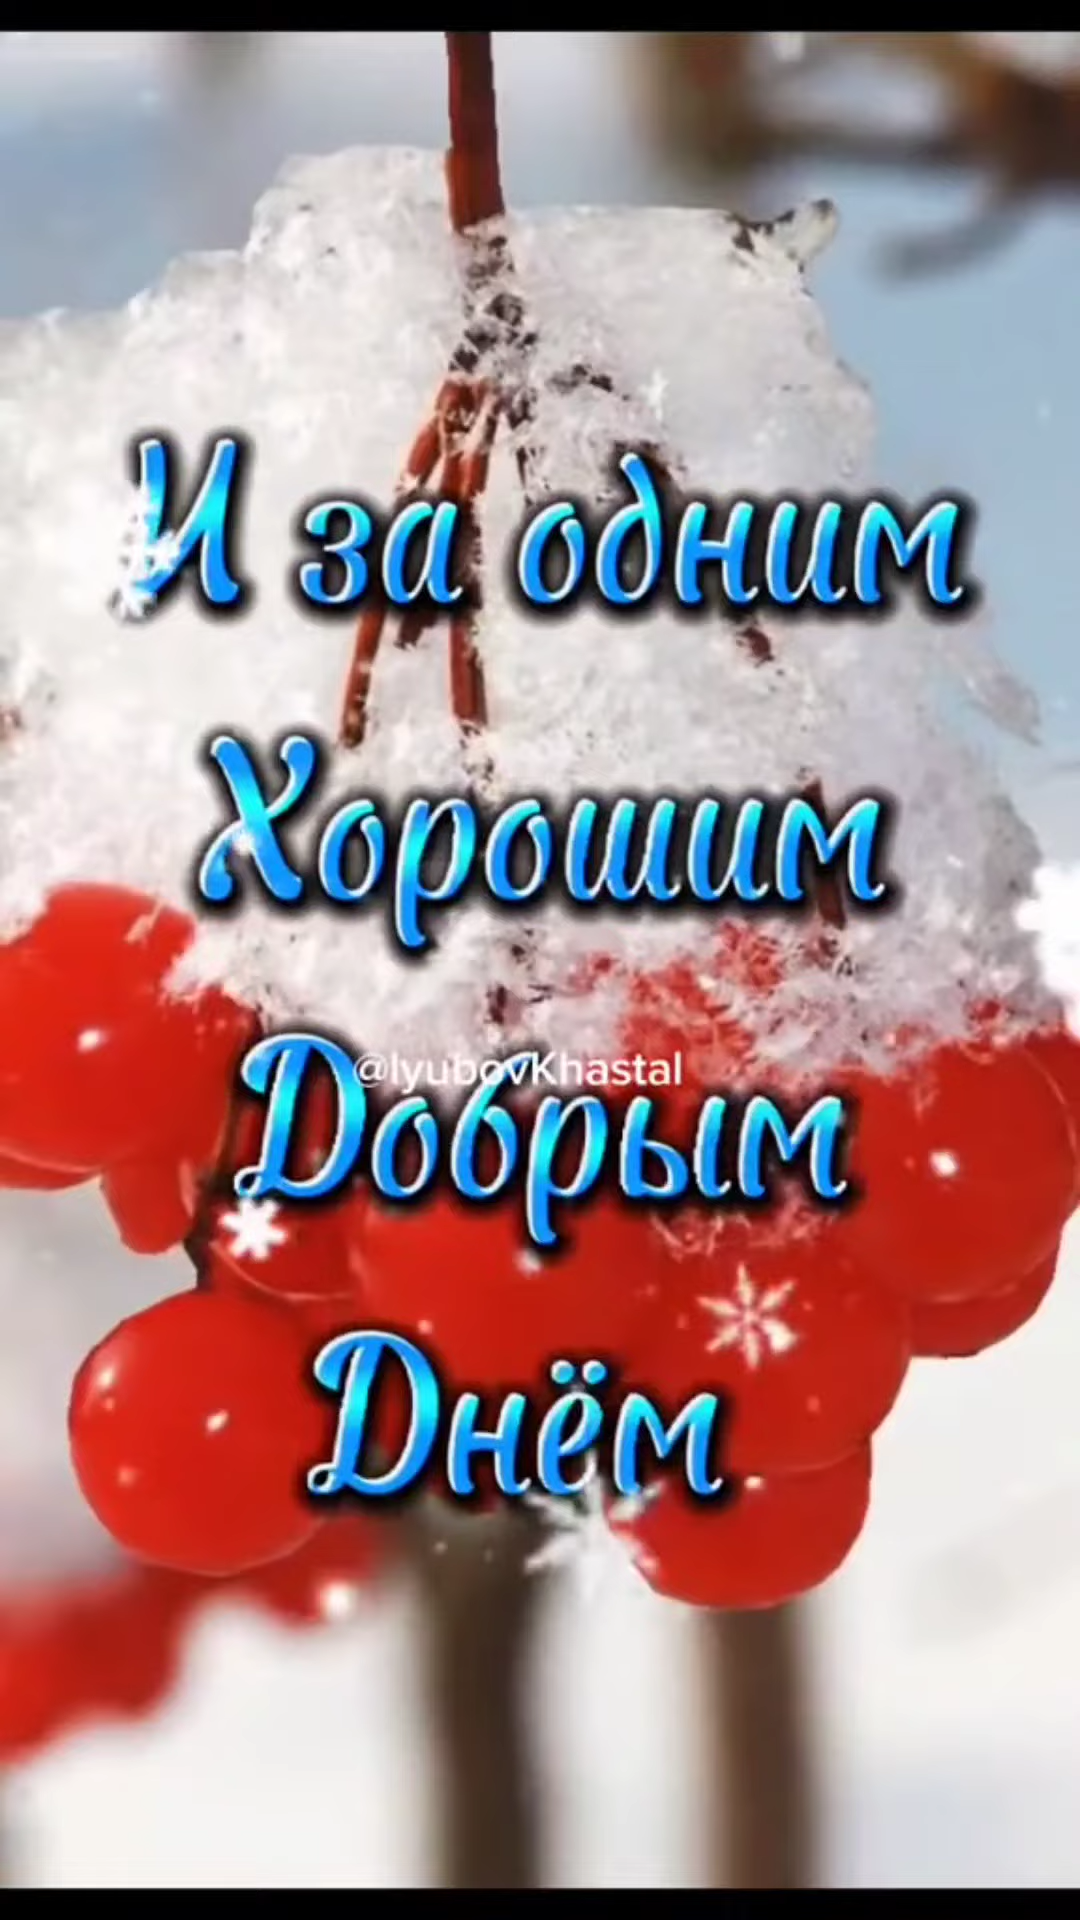 И за одним
Хорошим
@lyubovKhastal
Добрым
Днём